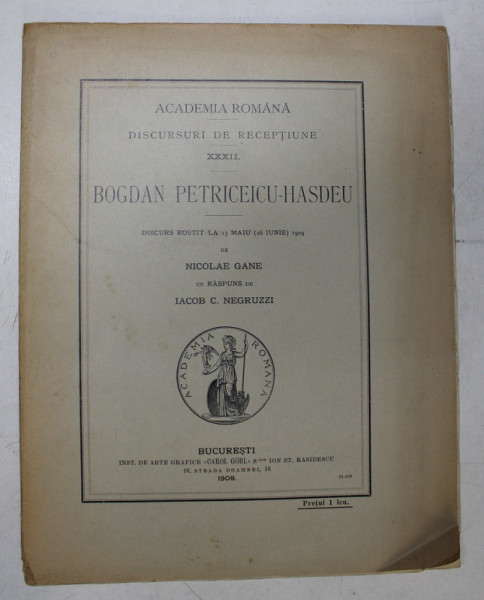 ACADEMIA ROMÂNĂ
DISCURSURI DE RECEPȚIUNE
XXXII.
BOGDAN PETRICEICU-HASDEU
DISCURS ROSTIT LA 13 MAIU (26 IUNIE) 1909
DE
NICOLAE GANE
CU RĂSPUNS DE
IACOB C. NEGRUZZI
ACADEMIA ROMANA
BUCUREȘTI
INST. DE ARTE GRAFICE «CAROL GÖBL» S-sor ION ST. RASIDESCU
16, STRADA DOAMNEI, 16
1909.
Prețul 1 leu.